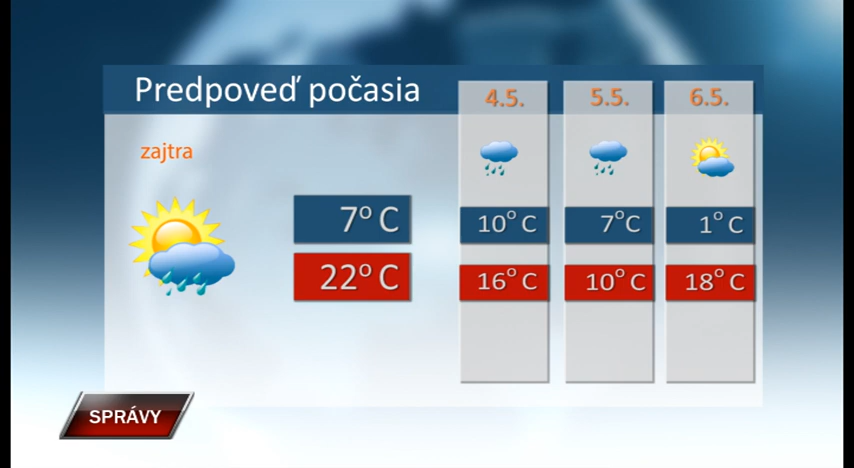 Predpoveď počasia
zajtra
7° C
22° C
4.5.
10° C
16° C
5.5.
7°C
10° C
6.5.
1° C
18° C
SPRÁVY